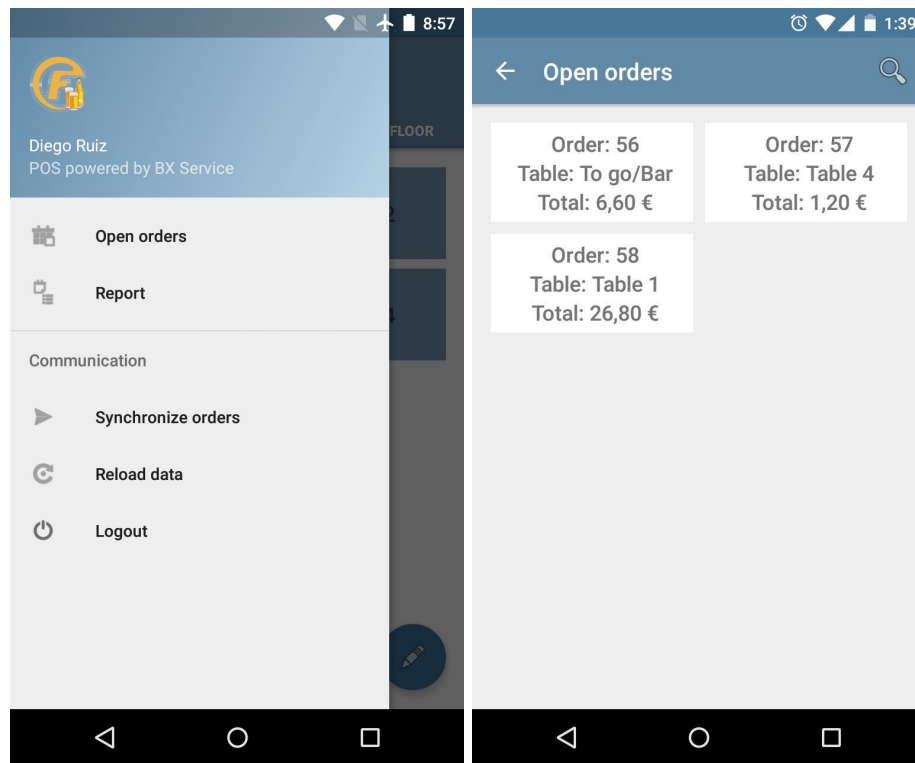 8:57
FLOOR
Diego Ruiz
POS powered by BX Service
2
4
Open orders
Report
Communication
Synchronize orders
Reload data
Logout
1:39
Open orders
Order: 56
Table: To go/Bar
Total: 6,60 €
Order: 57
Table: Table 4
Total: 1,20 €
Order: 58
Table: Table 1
Total: 26,80 €